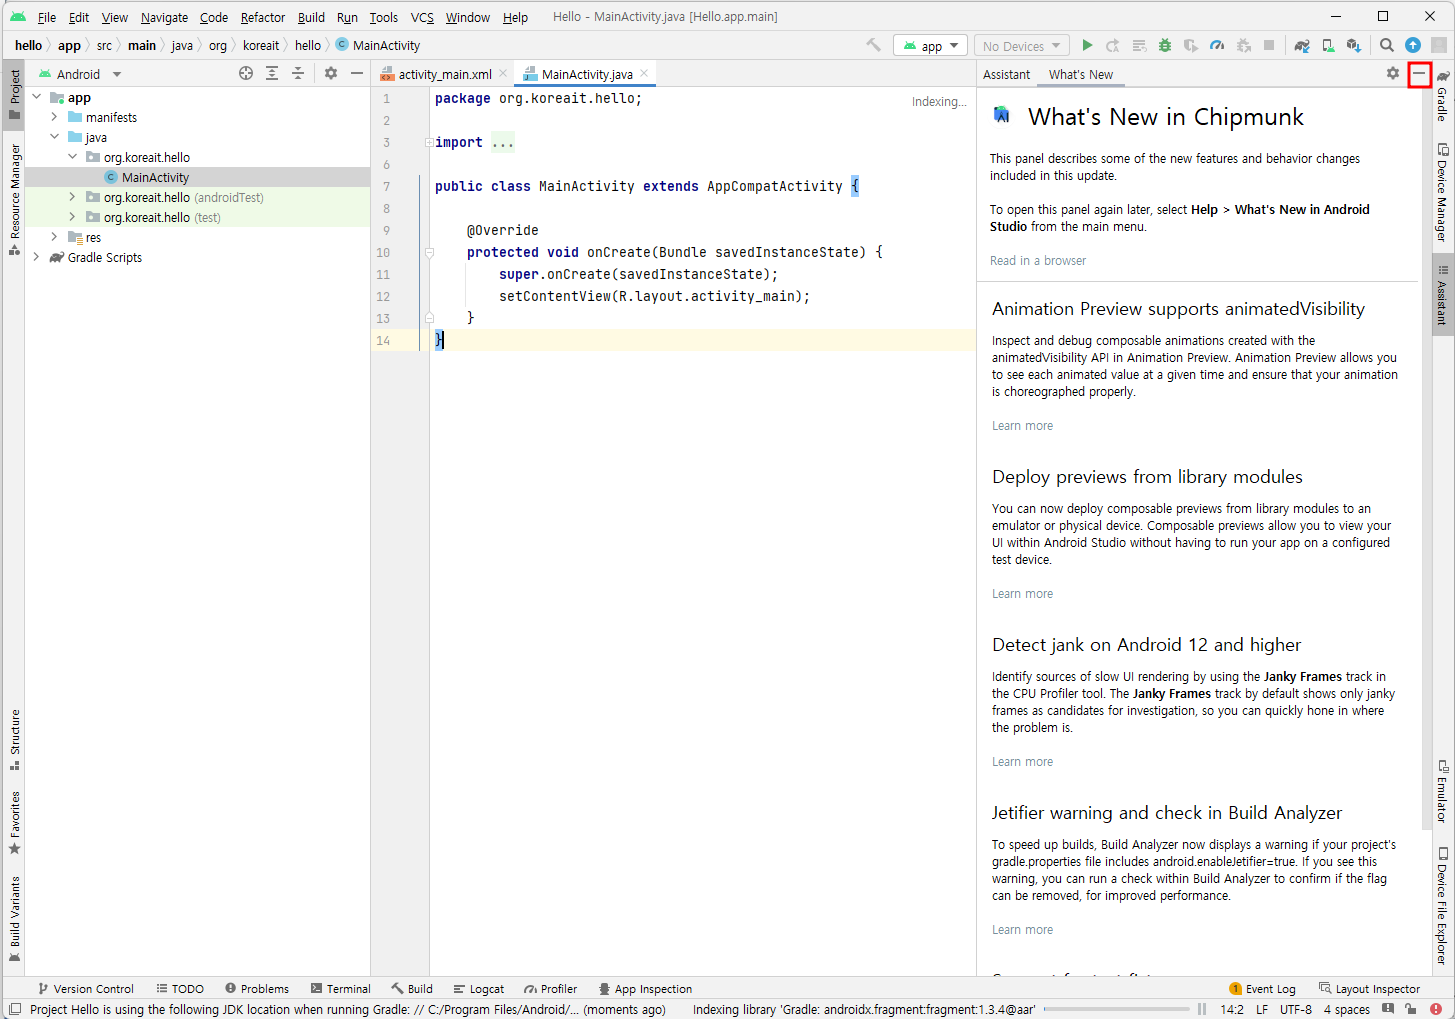 File Edit View Navigate Code Refactor Build Run Tools VCS Window Help Hello - MainActivity.java [Hello.app.main]
hello app src main java org koreait hello C MainActivity app No Devices
Project
Resource Manager
Structure
Favorites
Build Variants
Android
app
manifests
java
org.koreait.hello
C MainActivity
org.koreait.hello (androidTest)
org.koreait.hello (test)
res
Gradle Scripts
activity_main.xml MainActivity.java
Indexing...
1 package org.koreait.hello;
2
3 import ...
6
7 public class MainActivity extends AppCompatActivity {
8
9 @Override
10 protected void onCreate(Bundle savedInstanceState) {
11 super.onCreate(savedInstanceState);
12 setContentView(R.layout.activity_main);
13 }
14 }
Assistant What's New
What's New in Chipmunk
This panel describes some of the new features and behavior changes
included in this update.
To open this panel again later, select Help > What's New in Android
Studio from the main menu.
Read in a browser
Animation Preview supports animatedVisibility
Inspect and debug composable animations created with the
animatedVisibility API in Animation Preview. Animation Preview allows you
to see each animated value at a given time and ensure that your animation
is choreographed properly.
Learn more
Deploy previews from library modules
You can now deploy composable previews from library modules to an
emulator or physical device. Composable previews allow you to view your
UI within Android Studio without having to run your app on a configured
test device.
Learn more
Detect jank on Android 12 and higher
Identify sources of slow UI rendering by using the Janky Frames track in
the CPU Profiler tool. The Janky Frames track by default shows only janky
frames as candidates for investigation, so you can quickly hone in where
the problem is.
Learn more
Jetifier warning and check in Build Analyzer
To speed up builds, Build Analyzer now displays a warning if your project's
gradle.properties file includes android.enableJetifier=true. If you see this
warning, you can run a check within Build Analyzer to confirm if the flag
can be removed, for improved performance.
Learn more
Gradle
Device Manager
Assistant
Emulator
Device File Explorer
Version Control TODO Problems Terminal Build Logcat Profiler App Inspection 1 Event Log Layout Inspector
Project Hello is using the following JDK location when running Gradle: // C:/Program Files/Android/... (moments ago) Indexing library 'Gradle: androidx.fragment:fragment:1.3.4@aar' 14:2 LF UTF-8 4 spaces